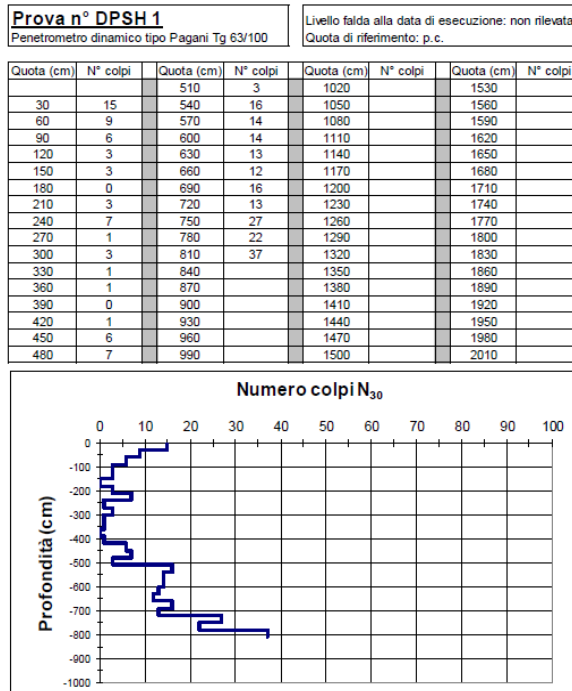 Prova n° DPSH 1
Penetrometro dinamico tipo Pagani Tg 63/100
Livello falda alla data di esecuzione: non rilevata
Quota di riferimento: p.c.
Quota (cm) N° colpi Quota (cm) N° colpi Quota (cm) N° colpi Quota (cm) N° colpi
510 3 1020 1530
30 15 540 16 1050 1560
60 9 570 14 1080 1590
90 6 600 14 1110 1620
120 3 630 13 1140 1650
150 3 660 12 1170 1680
180 0 690 16 1200 1710
210 3 720 13 1230 1740
240 7 750 27 1260 1770
270 1 780 22 1290 1800
300 3 810 37 1320 1830
330 1 840 1350 1860
360 1 870 1380 1890
390 0 900 1410 1920
420 1 930 1440 1950
450 6 960 1470 1980
480 7 990 1500 2010
Numero colpi N30
0 10 20 30 40 50 60 70 80 90 100
Profondità (cm)
0
-100
-200
-300
-400
-500
-600
-700
-800
-900
-1000